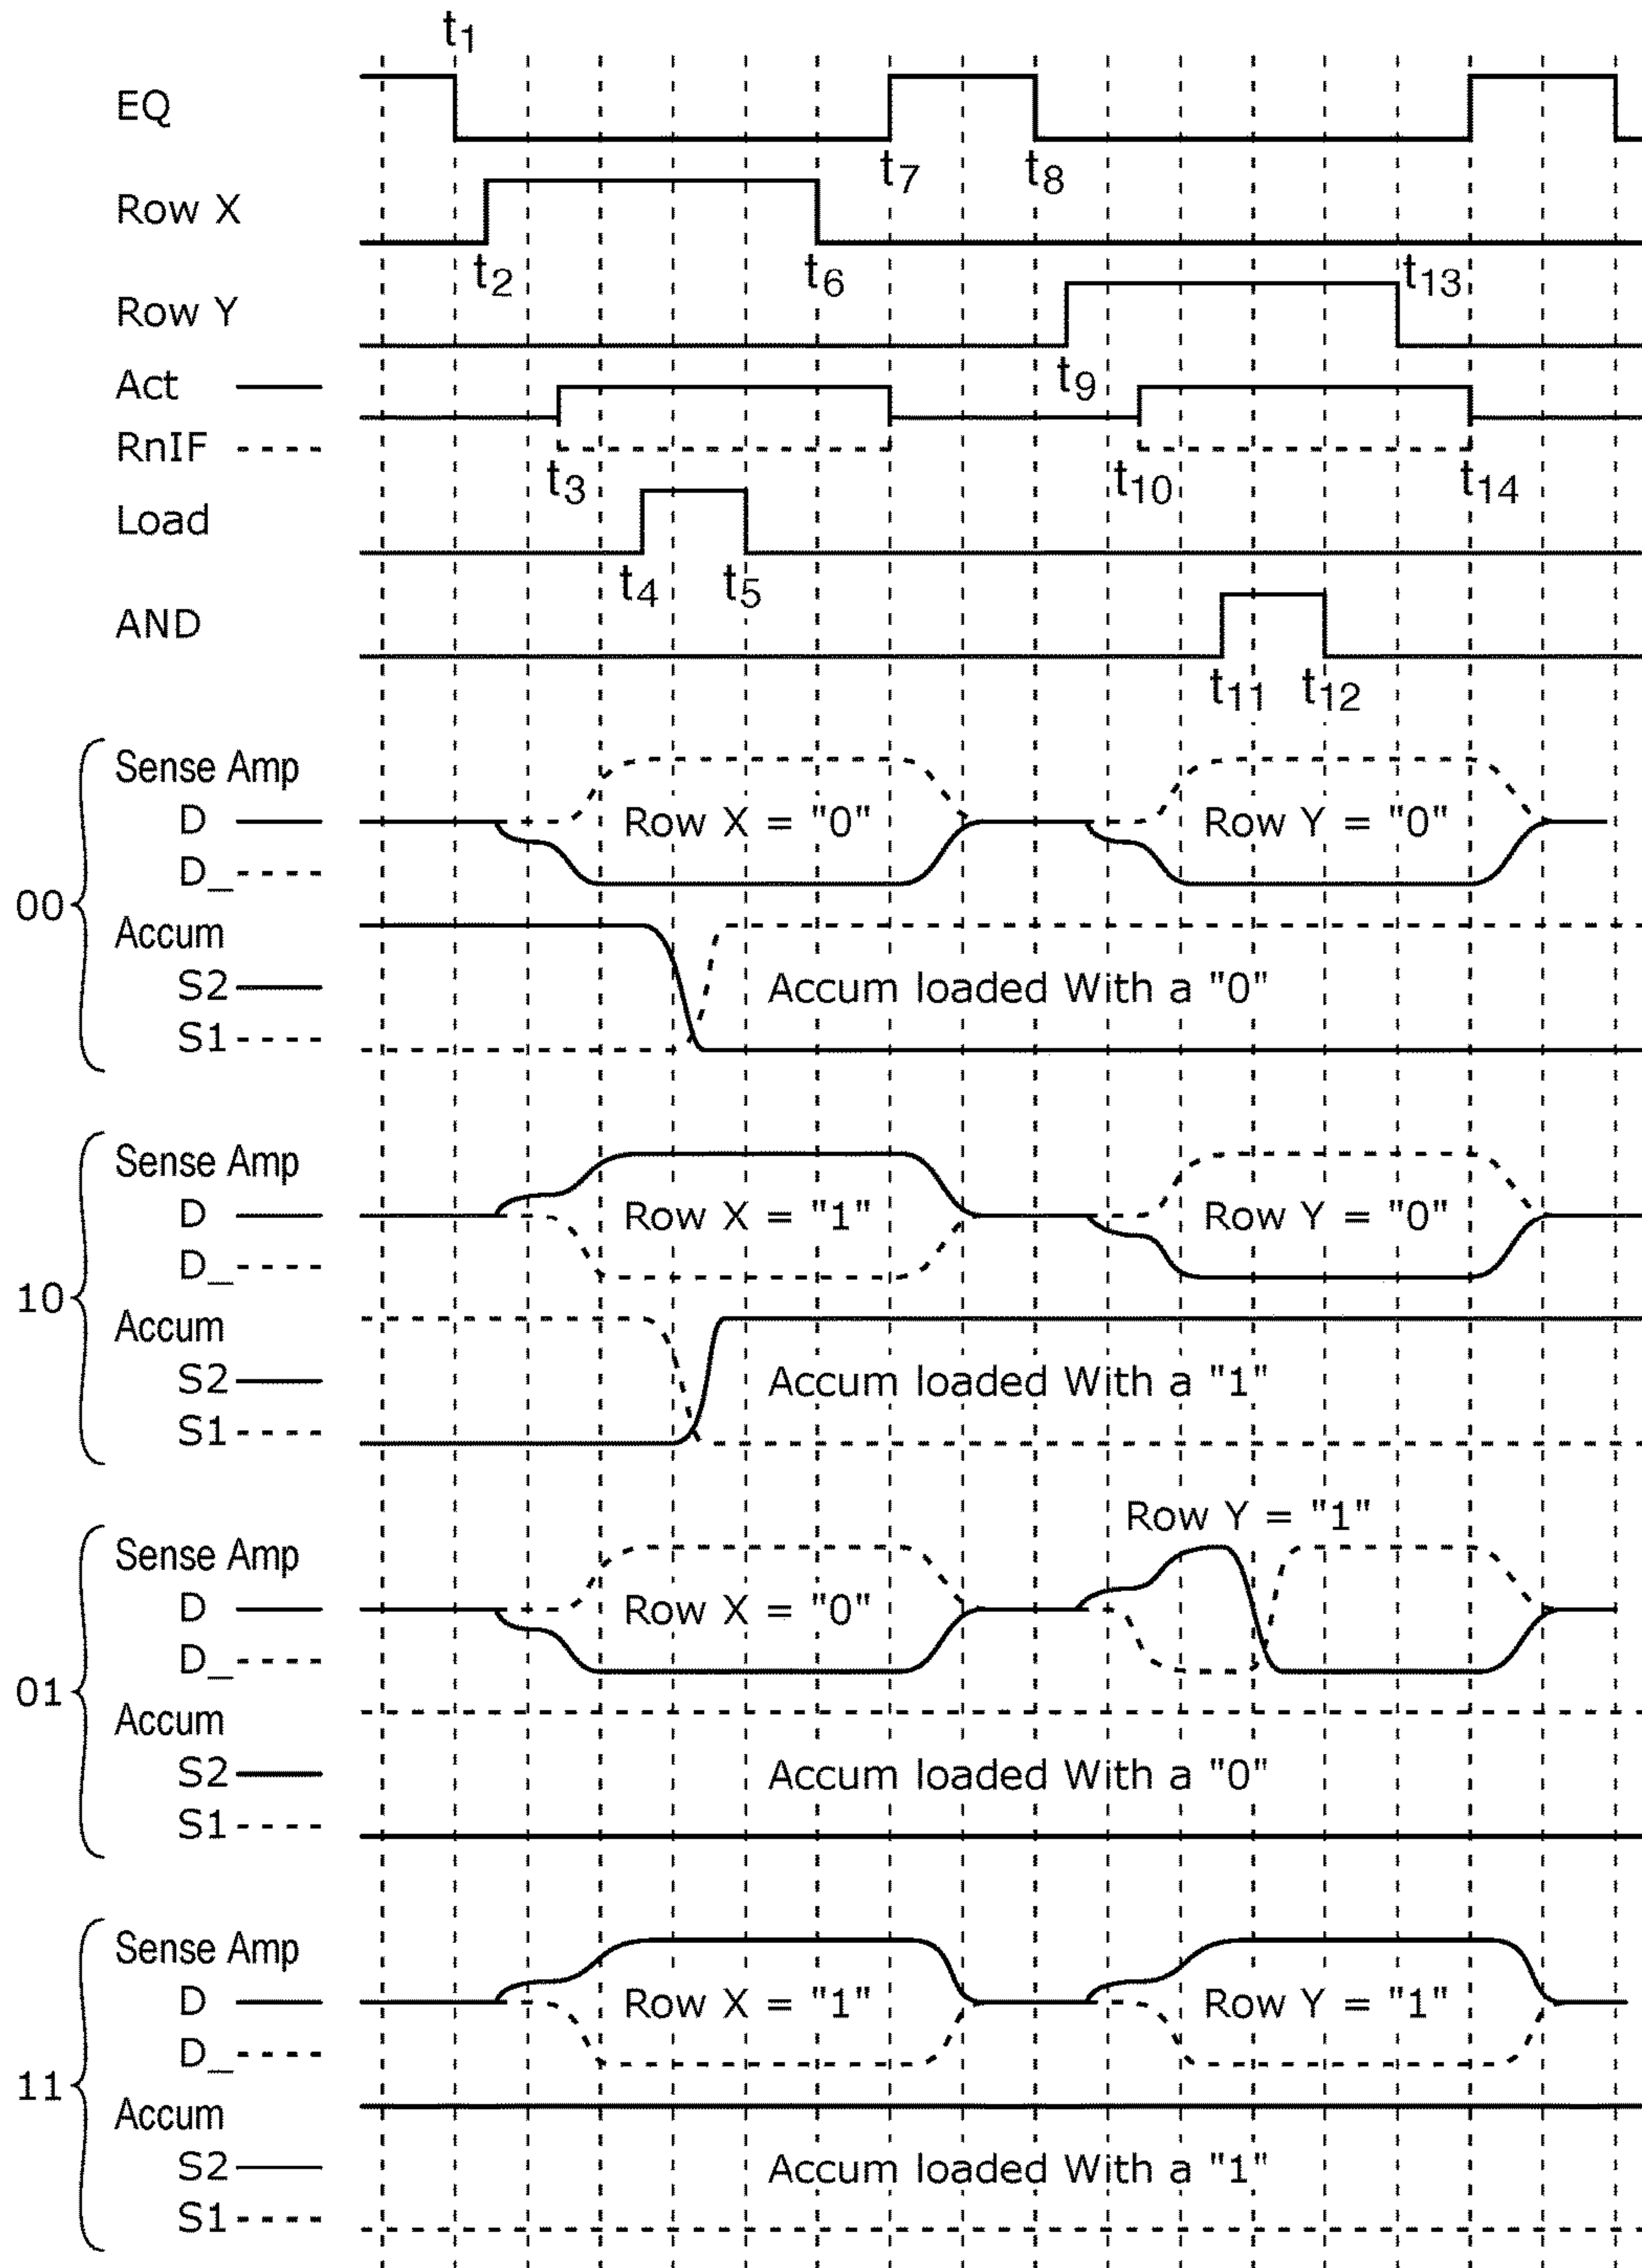 t1
EQ
t7 t8
Row X
t2 t6 t13
Row Y
t9
Act
RnIF
t3 t10 t14
Load
t4 t5
AND
t11 t12
00
Sense Amp
D Row X = "0" Row Y = "0"
D_
Accum
S2 Accum loaded With a "0"
S1
10
Sense Amp
D Row X = "1" Row Y = "0"
D_
Accum
S2 Accum loaded With a "1"
S1
Row Y = "1"
01
Sense Amp
D Row X = "0"
D_
Accum
S2 Accum loaded With a "0"
S1
11
Sense Amp
D Row X = "1" Row Y = "1"
D_
Accum
S2 Accum loaded With a "1"
S1